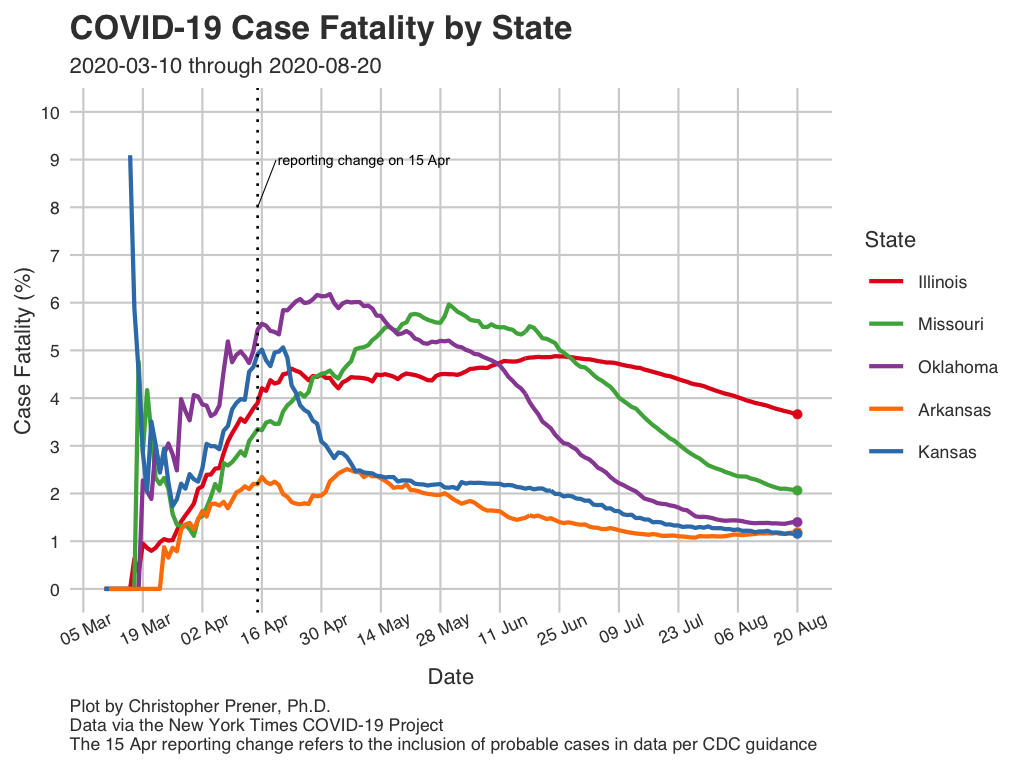 COVID-19 Case Fatality by State
2020-03-10 through 2020-08-20
10
9
8
7
6
5
4
3
2
1
0
Case Fatality (%)
reporting change on 15 Apr
05 Mar
19 Mar
02 Apr
16 Apr
30 Apr
14 May
28 May
11 Jun
25 Jun
09 Jul
23 Jul
06 Aug
20 Aug
Date
State
Illinois
Missouri
Oklahoma
Arkansas
Kansas
Plot by Christopher Prener, Ph.D.
Data via the New York Times COVID-19 Project
The 15 Apr reporting change refers to the inclusion of probable cases in data per CDC guidance